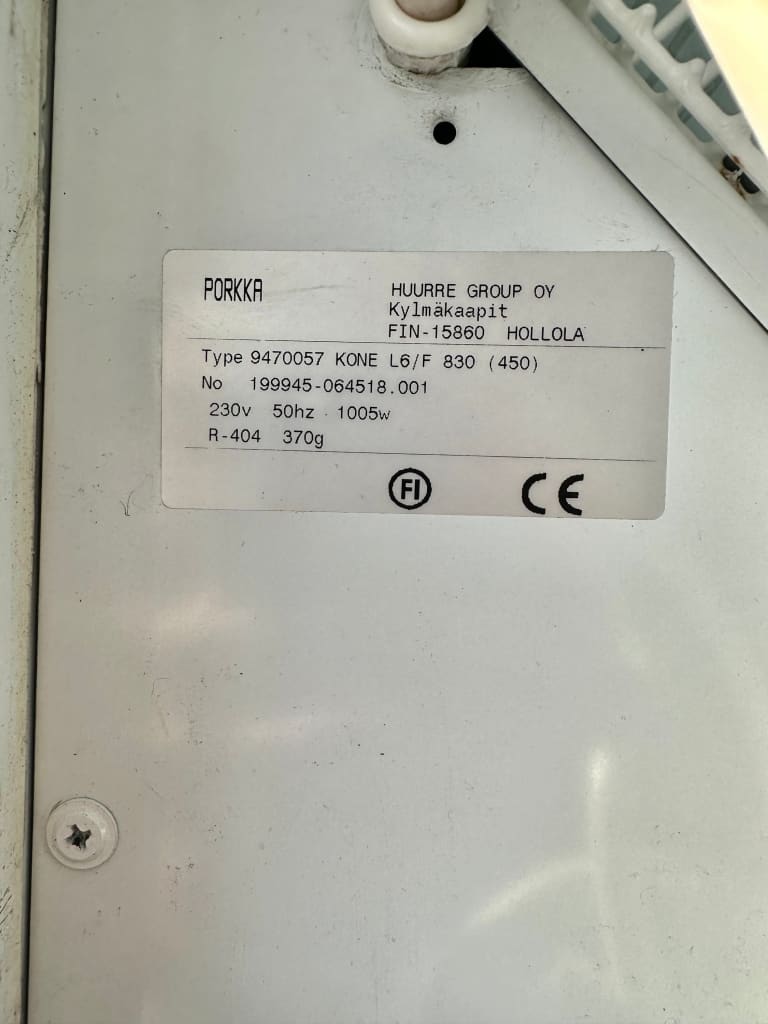 PORKKA
HUURRE GROUP OY
Kylmäkaapit
FIN-15860 HOLLOLA
Type 9470057 KONE L6/F 830 (450)
No 199945-064518.001
230v 50hz 1005w
R-404 370g
FI CE